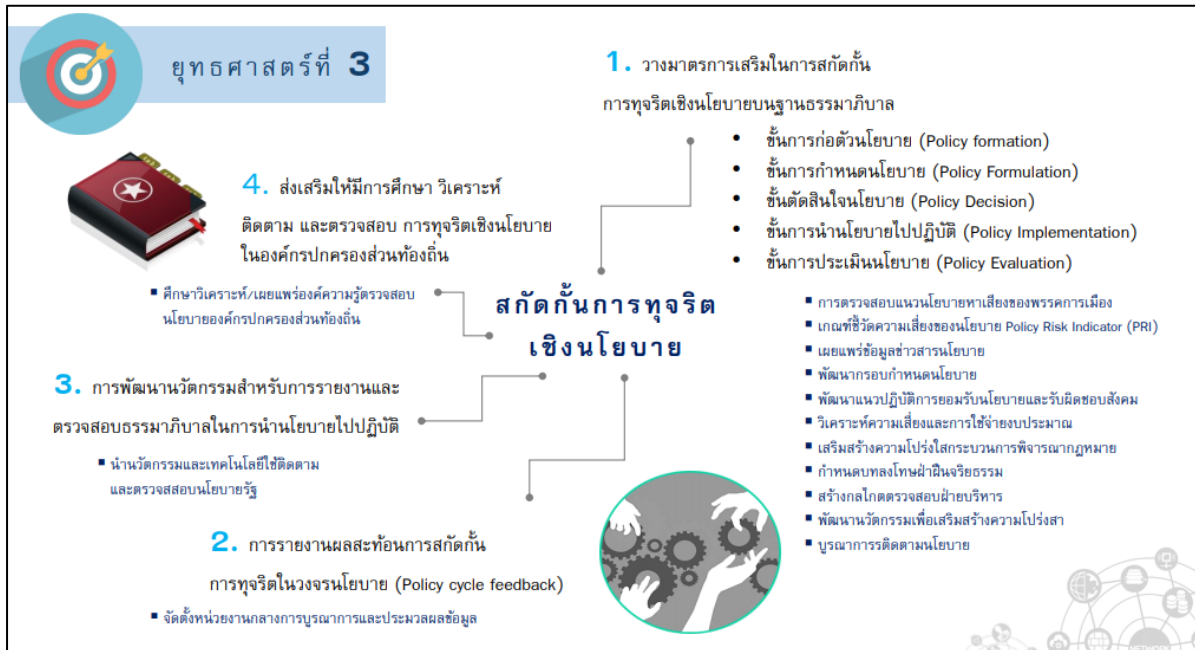 ยุทธศาสตร์ที่ 3
1. วางมาตรการเสริมในการสกัดกั้น
การทุจริตเชิงนโยบายบนฐานธรรมาภิบาล
• ขั้นการก่อตัวนโยบาย (Policy formation)
• ขั้นการกำหนดนโยบาย (Policy Formulation)
• ขั้นตัดสินใจนโยบาย (Policy Decision)
• ขั้นการนำนโยบายไปปฏิบัติ (Policy Implementation)
• ขั้นการประเมินนโยบาย (Policy Evaluation)
▪ การตรวจสอบแนวนโยบายหาเสียงของพรรคการเมือง
▪ เกณฑ์ชี้วัดความเสี่ยงของนโยบาย Policy Risk Indicator (PRI)
▪ เผยแพร่ข้อมูลข่าวสารนโยบาย
▪ พัฒนากรอบกำหนดนโยบาย
▪ พัฒนาแนวปฏิบัติการยอมรับนโยบายและรับผิดชอบสังคม
▪ วิเคราะห์ความเสี่ยงและการใช้จ่ายงบประมาณ
▪ เสริมสร้างความโปร่งใสกระบวนการพิจารณากฎหมาย
▪ กำหนดบทลงโทษฝ่าฝืนจริยธรรม
▪ สร้างกลไกตตรวจสอบฝ่ายบริหาร
▪ พัฒนานวัตกรรมเพื่อเสริมสร้างความโปร่งสา
▪ บูรณาการรติดตามนโยบาย
สกัดกั้นการทุจริต
เชิงนโยบาย
4. ส่งเสริมให้มีการศึกษา วิเคราะห์
ติดตาม และตรวจสอบ การทุจริตเชิงนโยบาย
ในองค์กรปกครองส่วนท้องถิ่น
▪ ศึกษาวิเคราะห์/เผยแพร่องค์ความรู้ตรวจสอบ
นโยบายองค์กรปกครองส่วนท้องถิ่น
3. การพัฒนานวัตกรรมสำหรับการรายงานและ
ตรวจสอบธรรมาภิบาลในการนำนโยบายไปปฏิบัติ
▪ นำนวัตกรรมและเทคโนโลยีใช้ติดตาม
และตรวจสสอบนโยบายรัฐ
2. การรายงานผลสะท้อนการสกัดกั้น
การทุจริตในวงจรนโยบาย (Policy cycle feedback)
▪ จัดตั้งหน่วยงานกลางการบูรณาการและประมวลผลข้อมูล
NETWORK